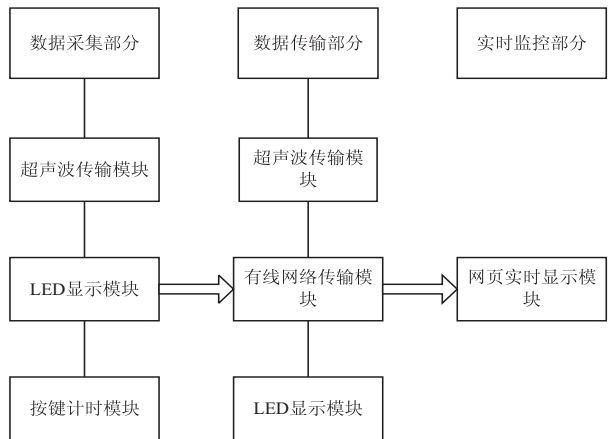 数据采集部分
数据传输部分
实时监控部分
超声波传输模块
超声波传输模
块
LED显示模块
有线网络传输模
块
网页实时显示模
块
按键计时模块
LED显示模块